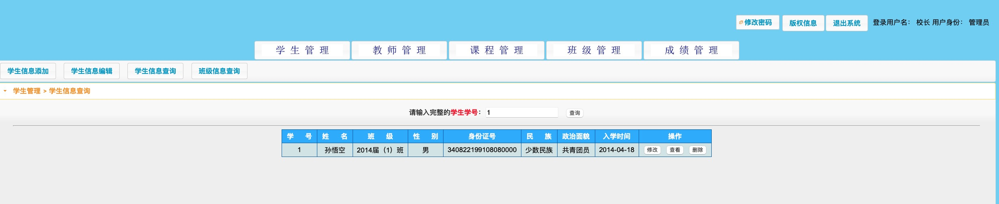 修改密码 版权信息 退出系统 登录用户名： 校长 用户身份： 管理员
学生管理 教师管理 课程管理 班级管理 成绩管理
学生信息添加 学生信息编辑 学生信息查询 班级信息查询
学生管理 > 学生信息查询
请输入完整的学生学号： 1 查询
学 号 姓 名 班 级 性 别 身份证号 民 族 政治面貌 入学时间 操作
1 孙悟空 2014届（1）班 男 340822199108080000 少数民族 共青团员 2014-04-18 修改 查看 删除